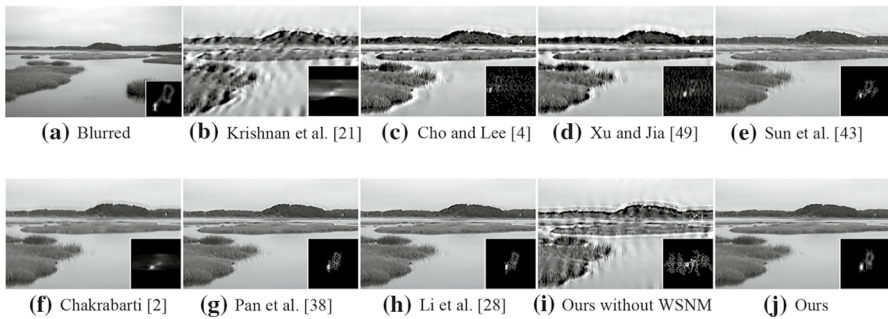 (a) Blurred (b) Krishnan et al. [21] (c) Cho and Lee [4] (d) Xu and Jia [49] (e) Sun et al. [43]
(f) Chakrabarti [2] (g) Pan et al. [38] (h) Li et al. [28] (i) Ours without WSNM (j) Ours